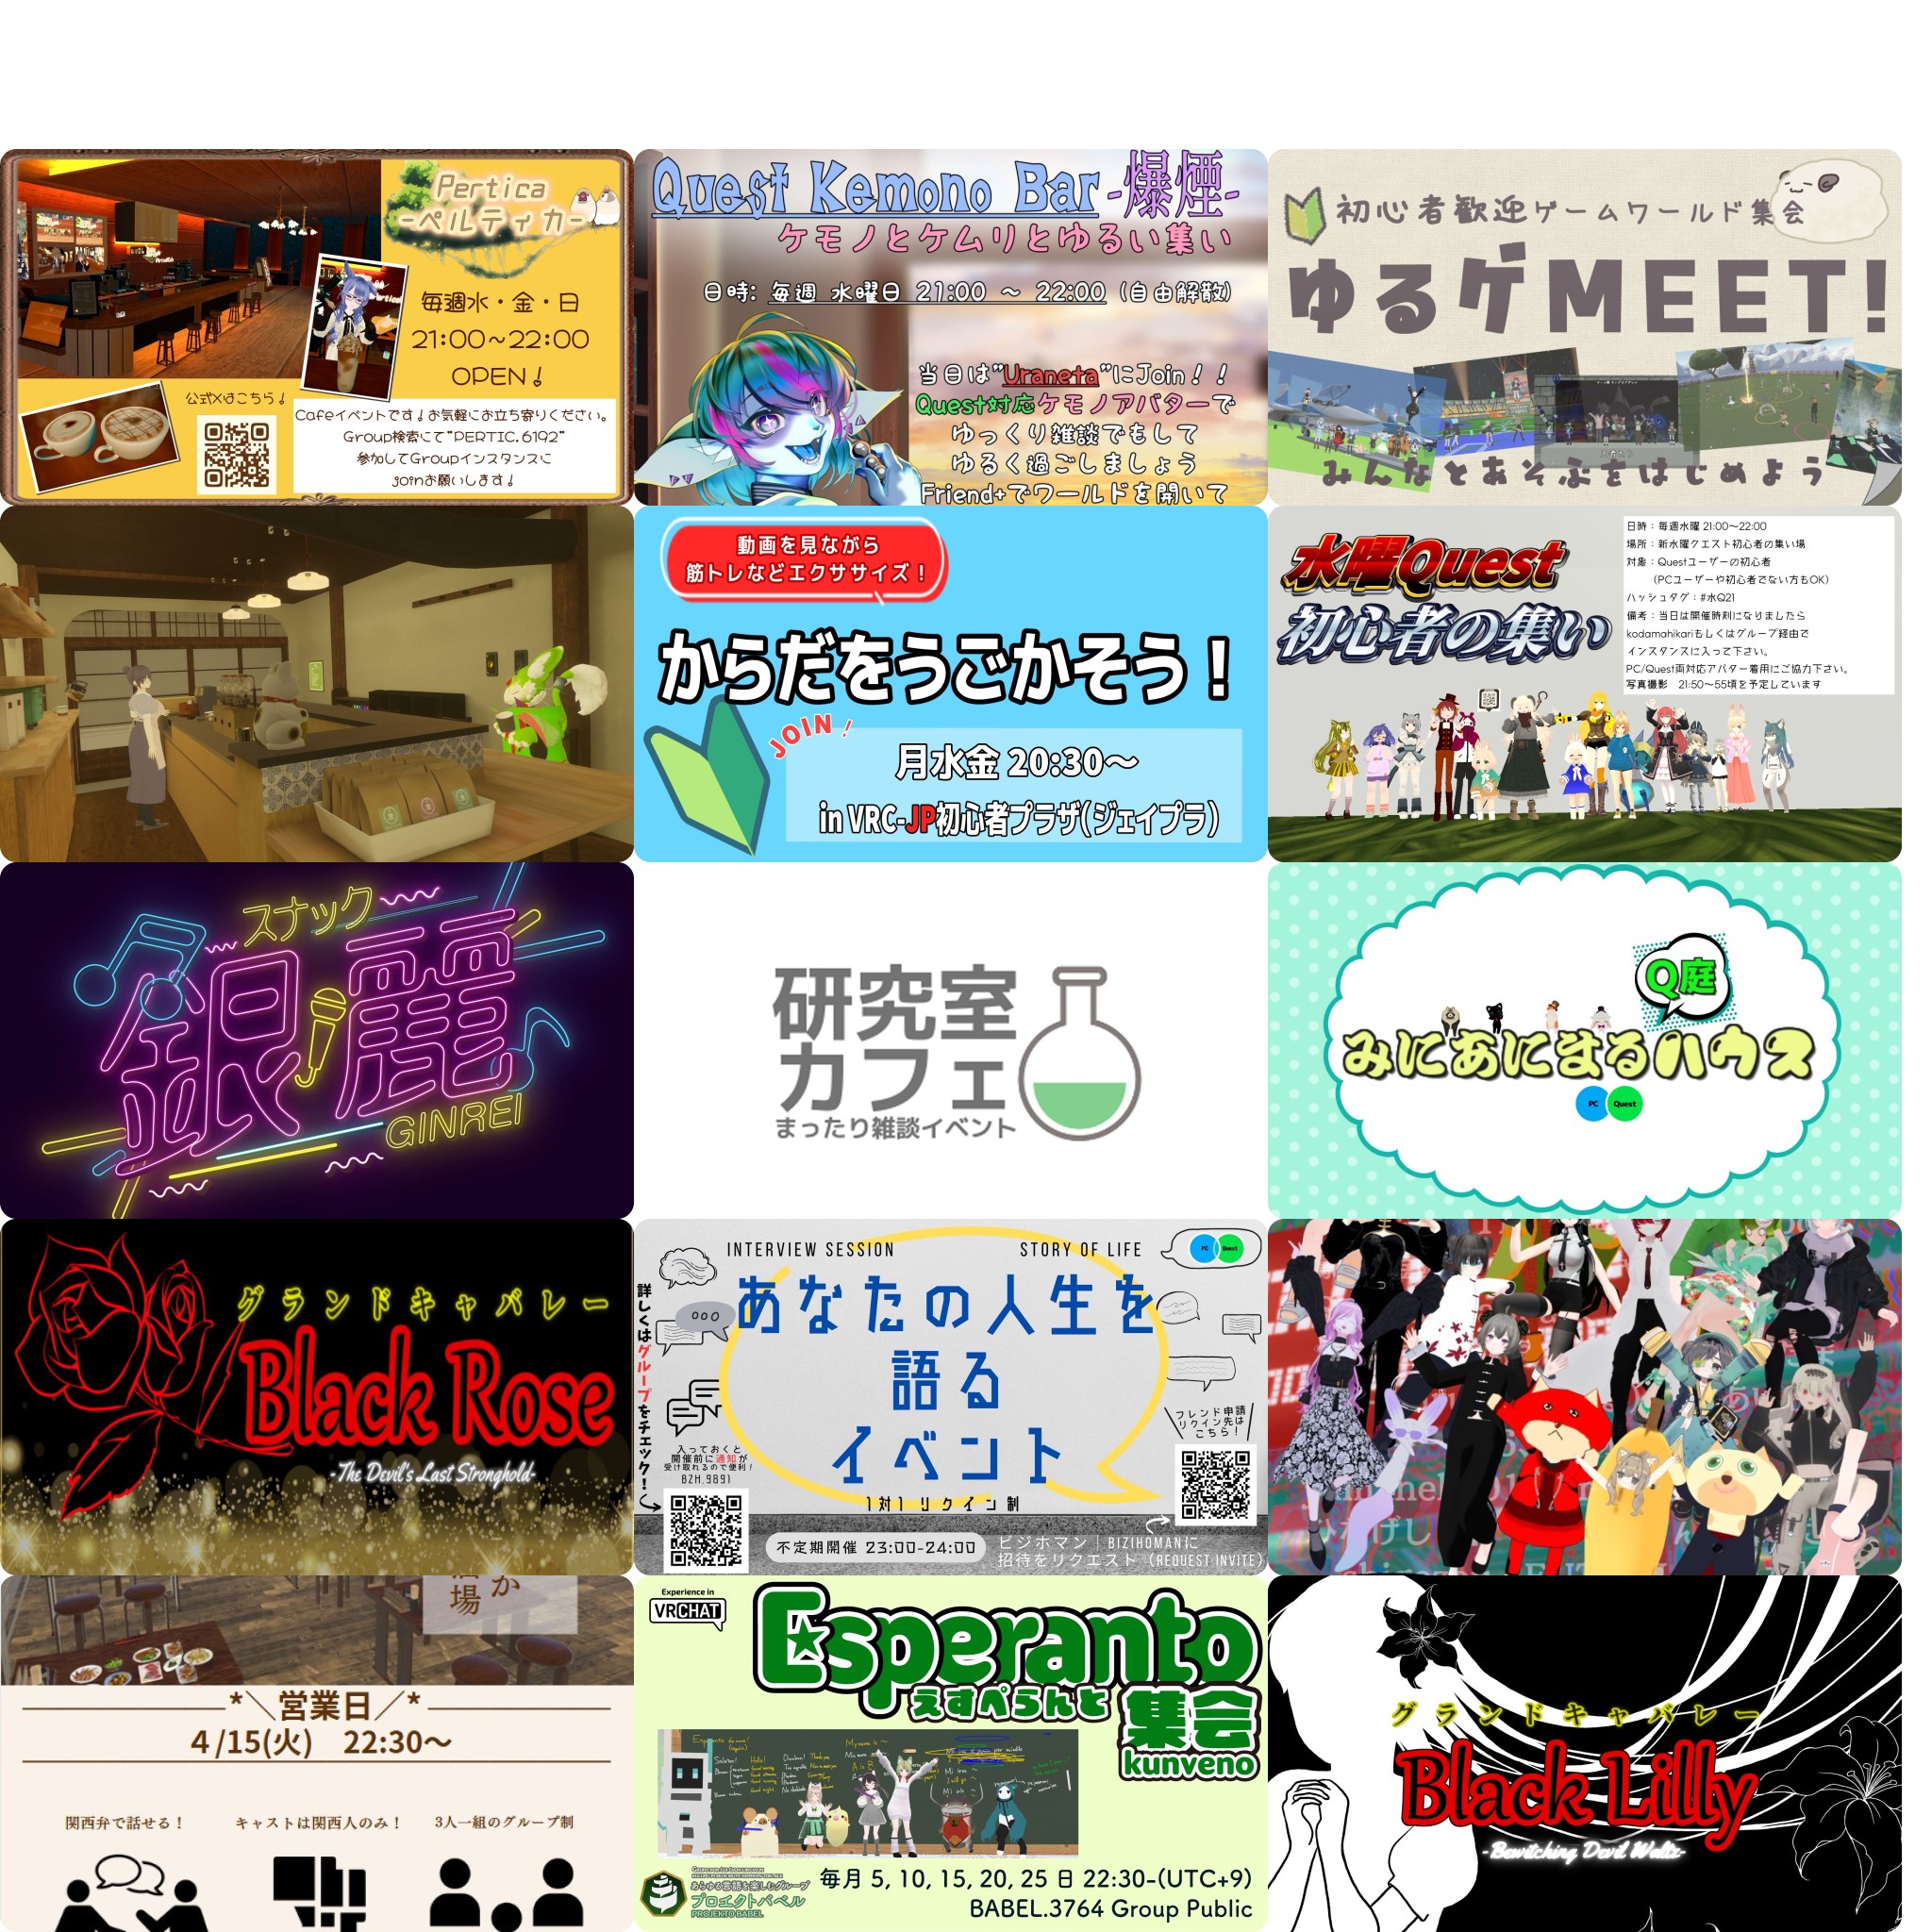 Pertica
-ペルティカ-
毎週水・金・日
21:00~22:00
OPEN!
公式Xはこちら!
Cafeイベントです!お気軽にお立ち寄りください。
Group検索にて"PERTIC.6192"
参加してGroupインスタンスに
joinお願いします!
Quest Kemono Bar-爆煙-
ケモノとケムリとゆるい集い
日時: 毎週 水曜日 21:00 ～ 22:00 (自由解散)
当日は"Uraneta"にJoin!!
Quest対応ケモノアバターで
ゆっくり雑談でもして
ゆるく過ごしましょう
Friend+でワールドを開いて
初心者歓迎ゲームワールド集会
ゆるゲMEET!
みんなとあそぶをはじめよう
動画を見ながら
筋トレなどエクササイズ!
からだをうごかそう!
JOIN!
月水金 20:30～
in VRC-JP初心者プラザ(ジェイプラ)
水曜Quest
初心者の集い
日時:毎週水曜 21:00～22:00
場所:新水曜クエスト初心者の集い場
対象:Questユーザーの初心者
(PCユーザーや初心者でない方もOK)
ハッシュタグ:#水Q21
備考:当日は開催時刻になりましたら
kodamahikariもしくはグループ経由で
インスタンスに入って下さい。
PC/Quest両対応アバター着用にご協力下さい。
写真撮影 21:50~55頃を予定しています
スナック
銀麗
GINREI
研究室
カフェ
まったり雑談イベント
Q庭
みにあにまるハウス
PC Quest
グランドキャバレー
Black Rose
-The Devil's Last Stronghold-
INTERVIEW SESSION
STORY OF LIFE
PC Quest
あなたの人生を
語る
イベント
1対1 リクイン制
詳しくはグループをチェック!
入っておくと
開催前に通知が
受け取れるので便利!
BZH.9891
フレンド申請
リクイン先は
こちら!
不定期開催 23:00-24:00
ビジホマン|BIZIHOMANに
招待をリクエスト (REQUEST INVITE)
か
酒場
*＼営業日／*
4/15(火) 22:30～
関西弁で話せる!
キャストは関西人のみ!
3人一組のグループ制
Experience in
VRCHAT
Esperanto
えすぺらんと 集会
kunveno
あらゆる言語を楽しむグループ
プロイェクトバベル
PROJEKTO BABEL
毎月 5, 10, 15, 20, 25 日 22:30-(UTC+9)
BABEL.3764 Group Public
グランドキャバレー
Black Lilly
-Bewitching Devil Waltz-